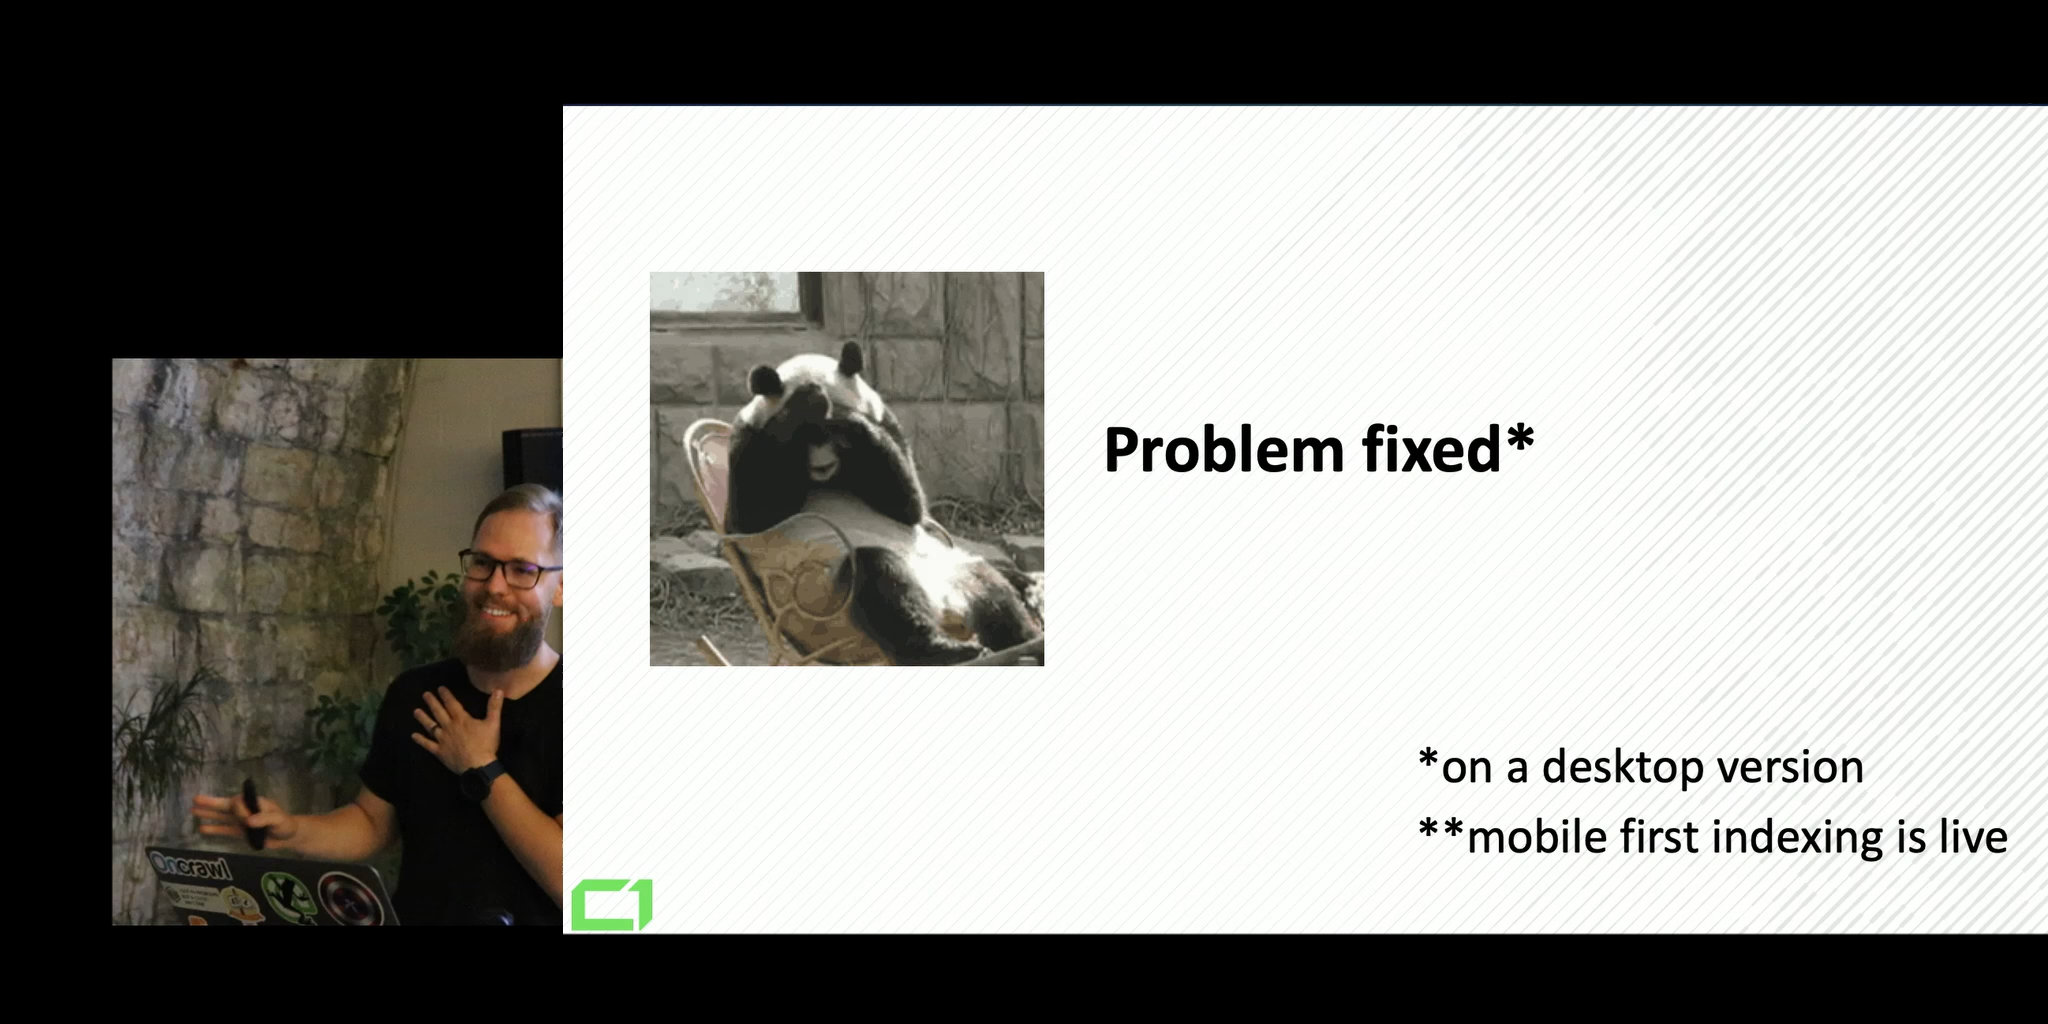 Problem fixed*
*on a desktop version
**mobile first indexing is live
Oncrawl